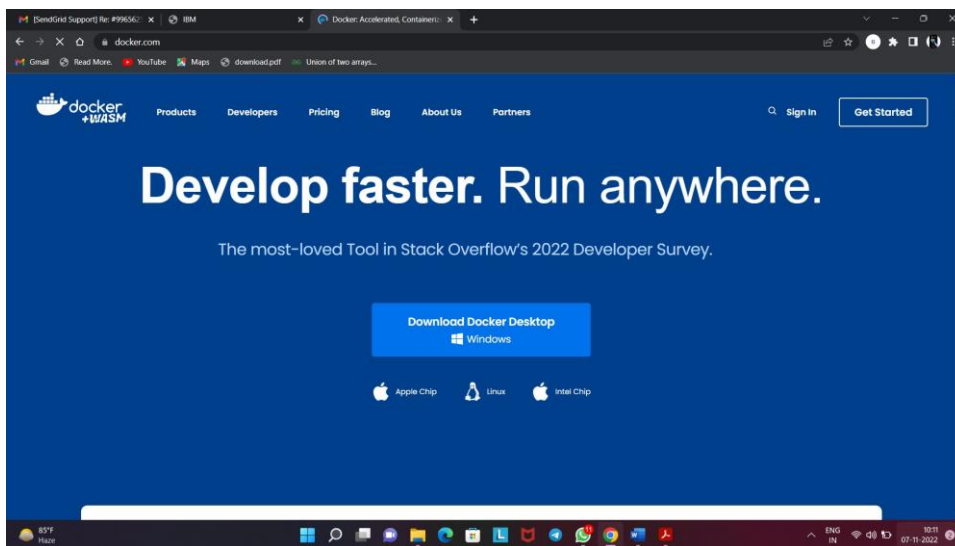 [SendGrid Support] Re: #996562
IBM
Docker: Accelerated, Containeriz
docker.com
Gmail
Read More.
YouTube
Maps
download.pdf
Union of two arrays...
docker
+WASM
Products
Developers
Pricing
Blog
About Us
Partners
Sign In
Get Started
Develop faster. Run anywhere.
The most-loved Tool in Stack Overflow's 2022 Developer Survey.
Download Docker Desktop
Windows
Apple Chip
Linux
Intel Chip
85°F
Haze
ENG
IN
10:11
07-11-2022